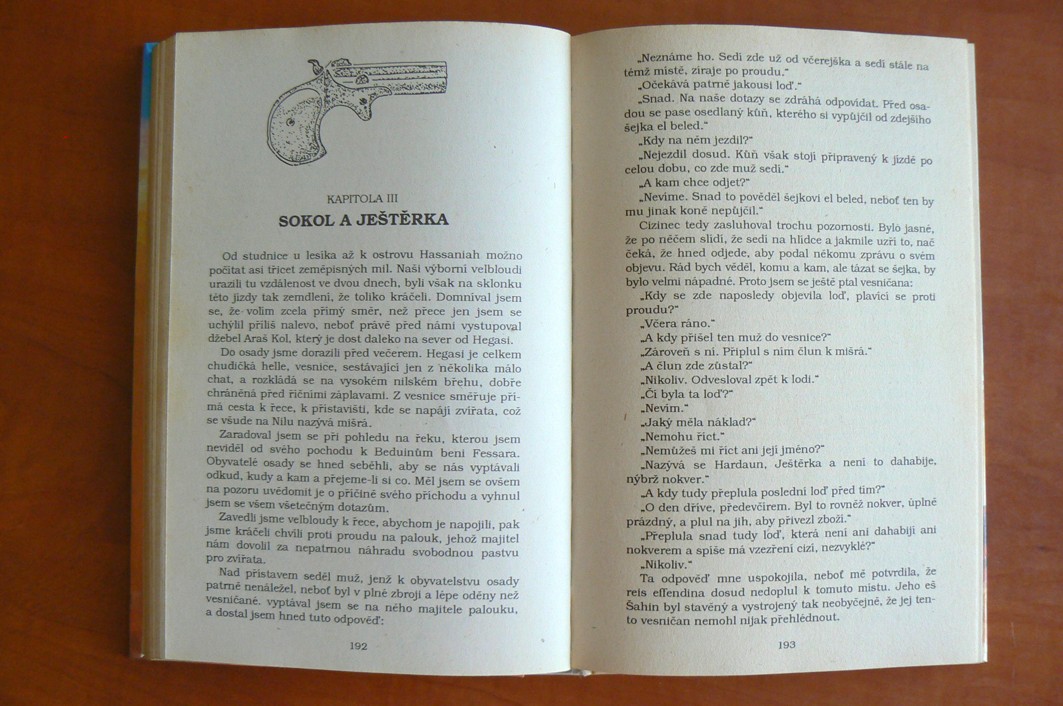 KAPITOLA III
SOKOL A JEŠTĚRKA
Od studnice u lesíka až k ostrovu Hassaniah možno
počítat asi třicet zeměpisných mil. Naši výborní velbloudi
urazili tu vzdálenost ve dvou dnech, byli však na sklonku
této jízdy tak zemdlení, že toliko kráčeli. Domníval jsem
se, že volím zcela přímý směr, než přece jen jsem se
uchýlil příliš nalevo, neboť právě před námi vystupoval
džebel Araš Kol, který je dost daleko na sever od Hegasi.
Do osady jsme dorazili před večerem. Hegasi je celkem
chudičká helle, vesnice, sestávající jen z několika málo
chat, a rozkládá se na vysokém nilském břehu, dobře
chráněná před říčními záplavami. Z vesnice směřuje pří-
má cesta k řece, k přístavišti, kde se napájí zvířata, což
se všude na Nilu nazývá mišrá.
Zaradoval jsem se při pohledu na řeku, kterou jsem
neviděl od svého pochodu k Beduínům bení Fessara.
Obyvatelé osady se hned seběhli, aby se nás vyptávali
odkud, kudy a kam a přejeme-li si co. Měl jsem se ovšem
na pozoru uvědomit je o příčině svého příchodu a vyhnul
jsem se všem všetečným dotazům.
Zavedli jsme velbloudy k řece, abychom je napojili, pak
jsme kráčeli chvíli proti proudu na palouk, jehož majitel
nám dovolil za nepatrnou náhradu svobodnou pastvu
pro zvířata.
Nad přístavem seděl muž, jenž k obyvatelstvu osady
patrně nenáležel, neboť byl v plné zbroji a lépe oděný než
vesničané. vyptával jsem se na něho majitele palouku,
a dostal jsem hned tuto odpověď:
192
„Neznáme ho. Sedí zde už od včerejška a sedí stále na
témž místě, zíraje po proudu.“
„Očekává patrně jakousi loď.“
„Snad. Na naše dotazy se zdráhá odpovídat. Před osa-
dou se pase osedlaný kůň, kterého si vypůjčil od zdejšího
šejka el beled.“
„Kdy na něm jezdil?“
„Nejezdil dosud. Kůň však stojí připravený k jízdě po
celou dobu, co zde muž sedí.“
„A kam chce odjet?“
„Nevíme. Snad to pověděl šejkovi el beled, neboť ten by
mu jinak koně nepůjčil.“
Cizinec tedy zasluhoval trochu pozornosti. Bylo jasné,
že po něčem slídí, že sedí na hlídce a jakmile uzří to, nač
čeká, že ihned odjede, aby podal někomu zprávu o svém
objevu. Rád bych věděl, komu a kam, ale tázat se šejka, by
bylo velmi nápadné. Proto jsem se ještě ptal vesničana:
„Kdy se zde naposledy objevila loď, plavící se proti
proudu?“
„Včera ráno.“
„A kdy přišel ten muž do vesnice?“
„Zároveň s ní. Připlul s ním člun k mišrá.“
„A člun zde zůstal?“
„Nikoliv. Odvesloval zpět k lodi.“
„Čí byla ta loď?“
„Nevím.“
„Jaký měla náklad?“
„Nemohu říct.“
„Nemůžeš mi říct ani její jméno?“
„Nazývá se Hardaun, Ještěrka a není to dahabije,
nýbrž nokver.“
„A kdy tudy přeplula poslední loď před tím?“
„O den dříve, předevčírem. Byl to rovněž nokver, úplně
prázdný, a plul na jih, aby přivezl zboží.“
„Přeplula snad tudy loď, která není ani dahabijí ani
nokverem a spíše má vzezření cizí, nezvyklé?“
„Nikoliv.“
Ta odpověď mne uspokojila, neboť mě potvrdila, že
reis effendina dosud nedoplul k tomuto místu. Jeho eš
Šahin byl stavěný a vystrojený tak neobyčejně, že jej ten-
to vesničan nemohl nijak přehlédnout.
193